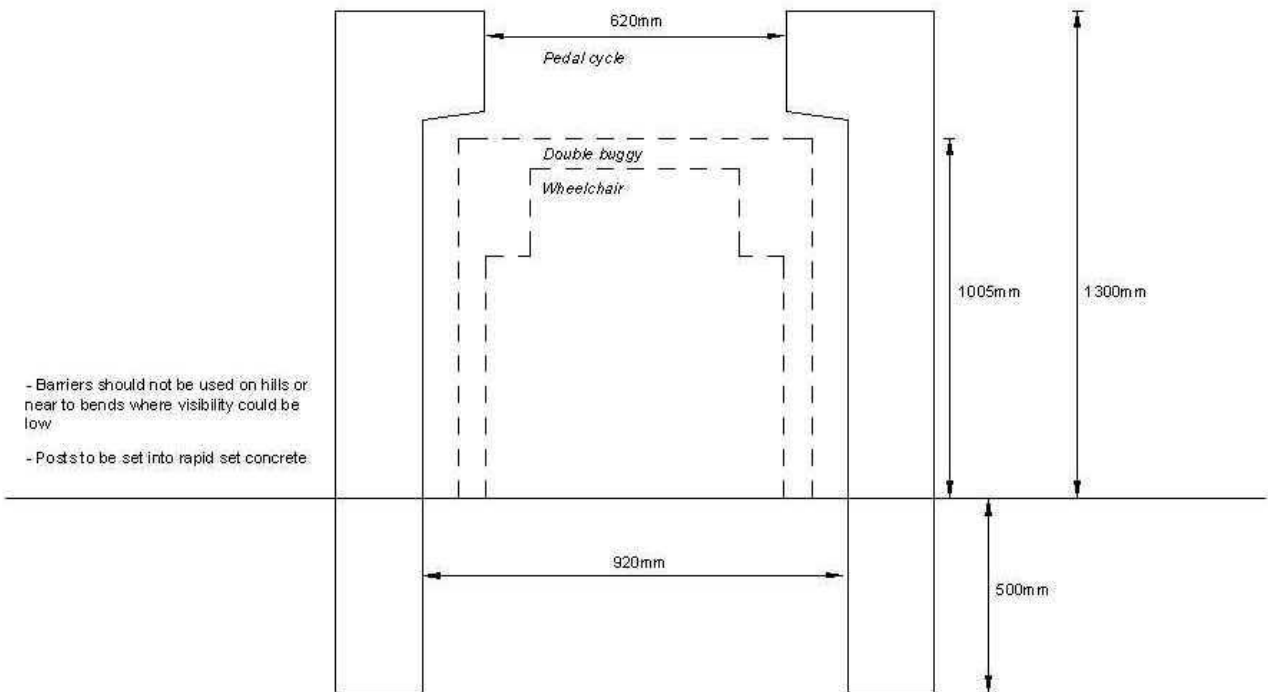 620mm
Pedal cycle
Double buggy
Wheelchair
1005mm
1300mm
- Barriers should not be used on hills or
near to bends where visibility could be
low
- Posts to be set into rapid set concrete
920mm
500mm